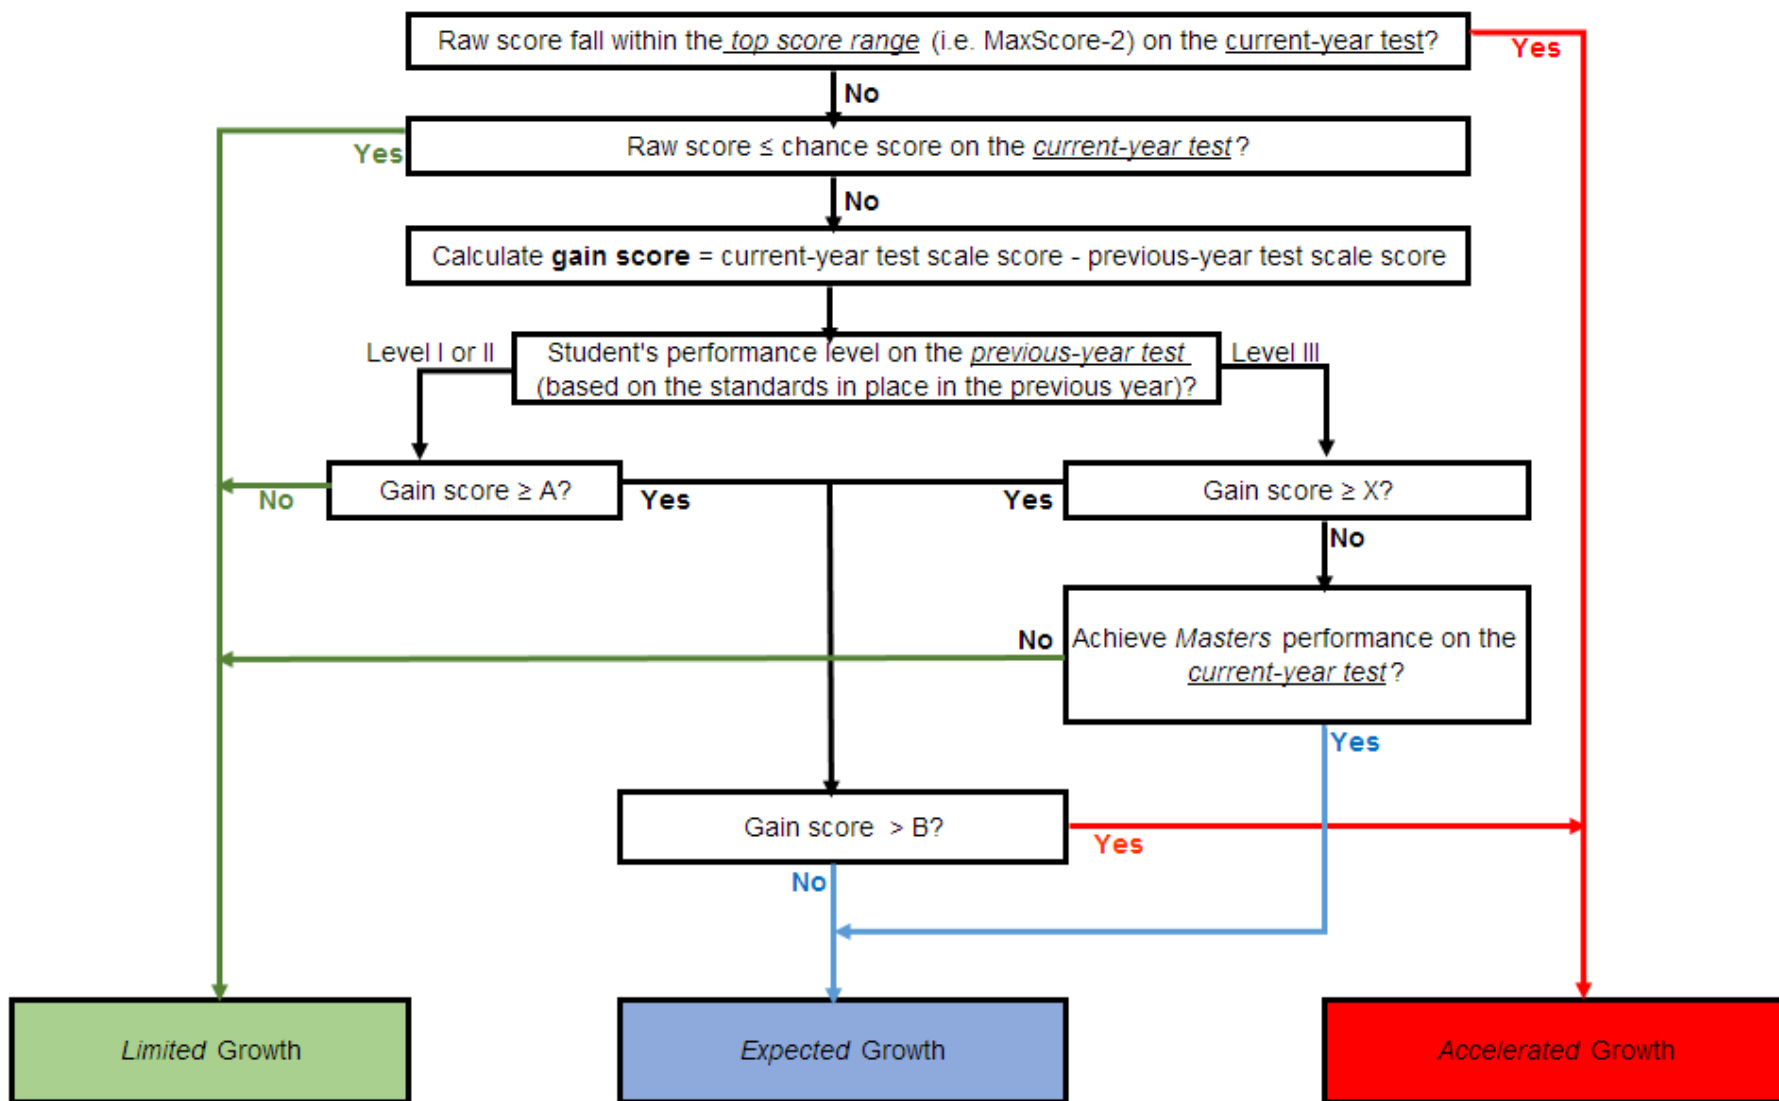 Raw score fall within the top score range (i.e. MaxScore-2) on the current-year test?
Yes
No
Raw score ≤ chance score on the current-year test?
Yes
No
Calculate gain score = current-year test scale score - previous-year test scale score
Level I or II
Student's performance level on the previous-year test
(based on the standards in place in the previous year)?
Level III
Gain score ≥ A?
No
Yes
Yes
Gain score ≥ X?
No
No
Achieve Masters performance on the
current-year test?
Yes
Gain score > B?
Yes
No
Limited Growth
Expected Growth
Accelerated Growth